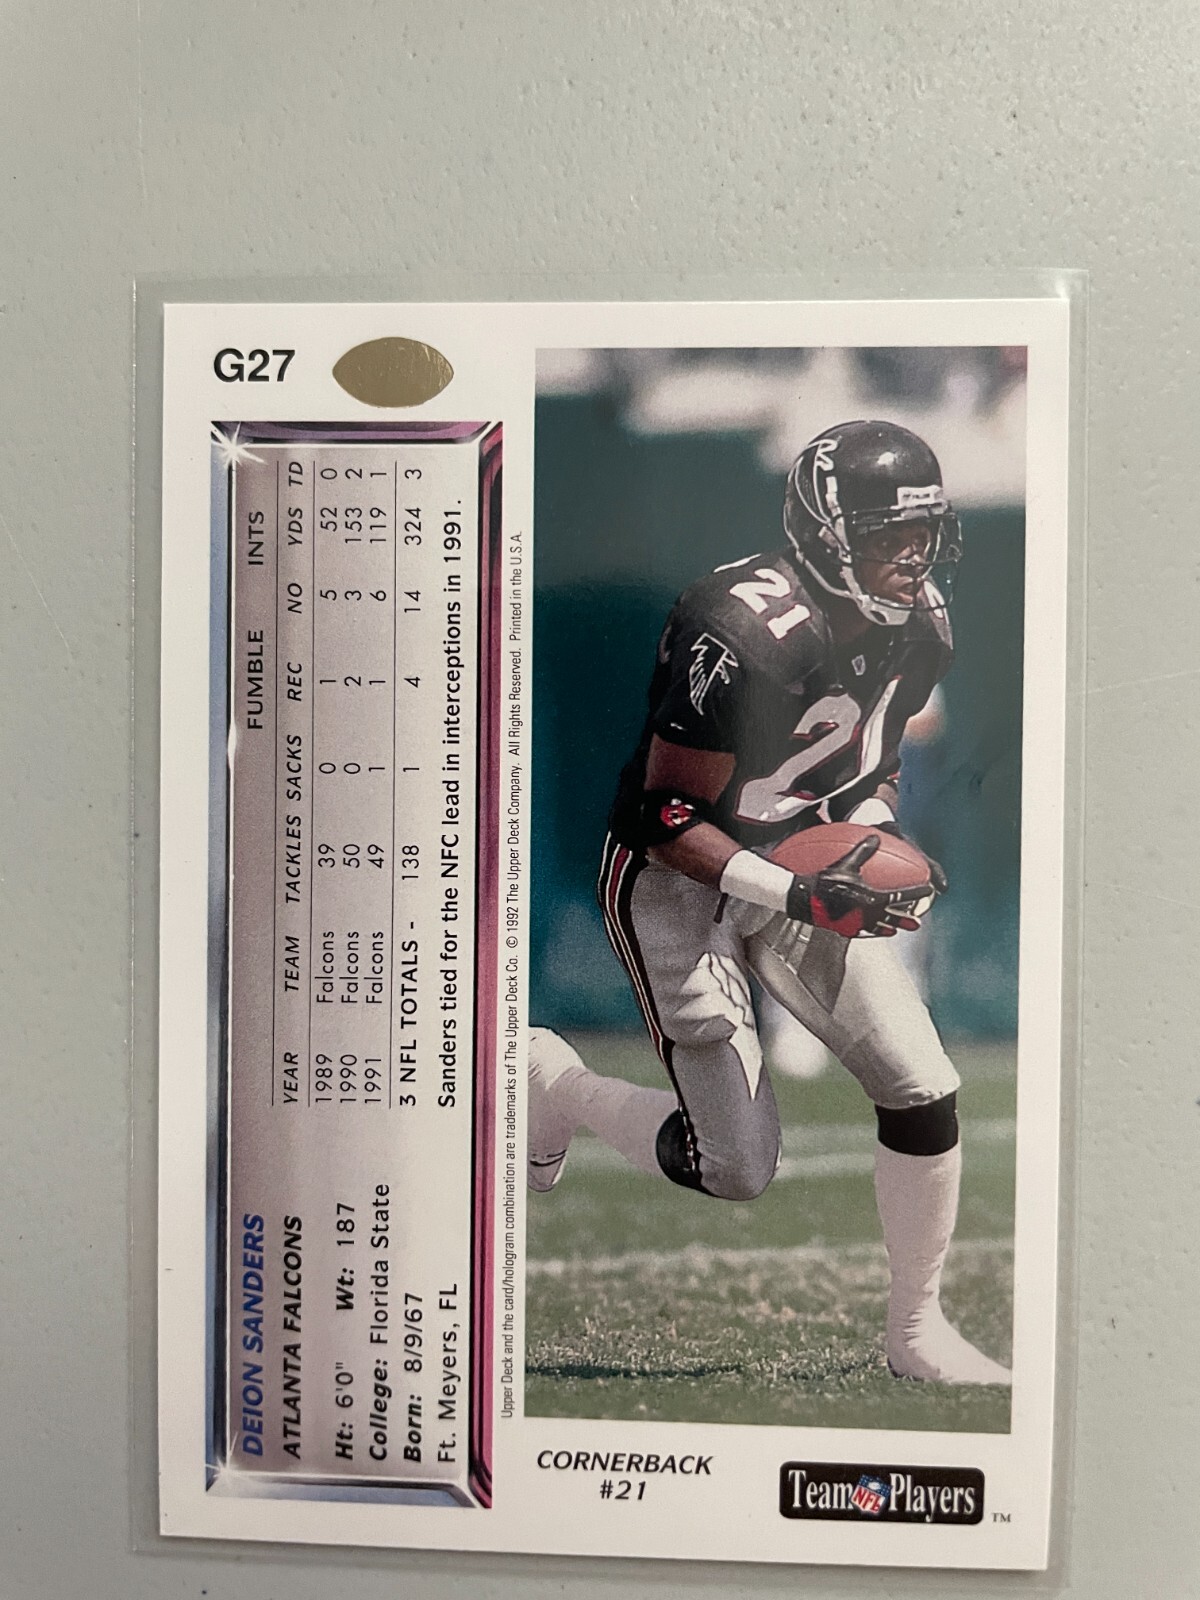 G27
DEION SANDERS
ATLANTA FALCONS
Ht: 6'0" Wt: 187
College: Florida State
Born: 8/9/67
Ft. Meyers, FL
FUMBLE INTS
YEAR TEAM TACKLES SACKS REC NO YDS TD
1989 Falcons 39 0 1 5 52 0
1990 Falcons 50 0 2 3 153 2
1991 Falcons 49 1 1 6 119 1
3 NFL TOTALS - 138 1 4 14 324 3
Sanders tied for the NFC lead in interceptions in 1991.
Upper Deck and the card/hologram combination are trademarks of The Upper Deck Co. © 1992 The Upper Deck Company. All Rights Reserved. Printed in the U.S.A.
21
21
CORNERBACK
#21
Team NFL Players
TM